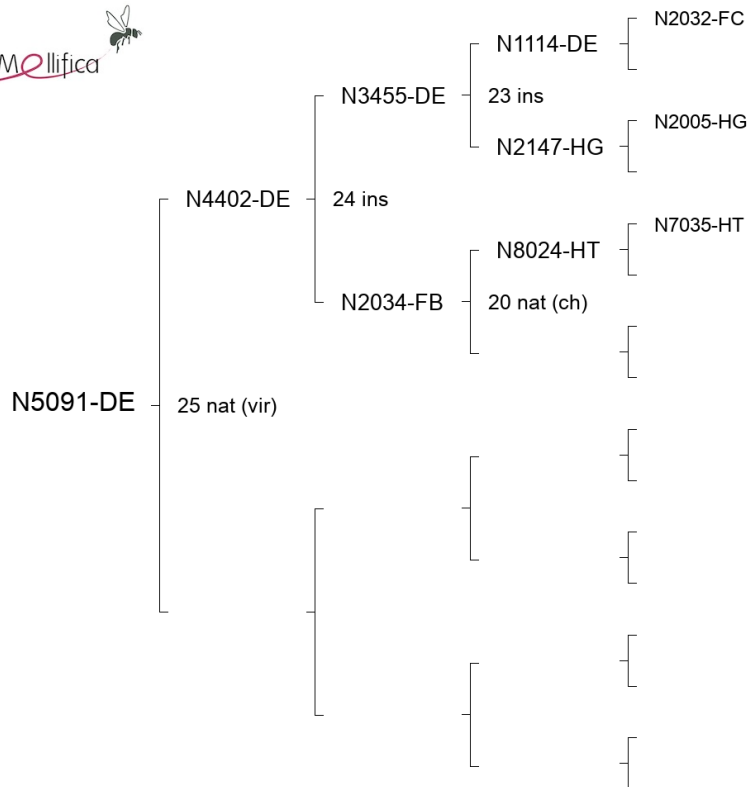 Mellifica
N2032-FC
N1114-DE
N3455-DE
23 ins
N2005-HG
N2147-HG
N4402-DE
24 ins
N7035-HT
N8024-HT
N2034-FB
20 nat (ch)
N5091-DE
25 nat (vir)